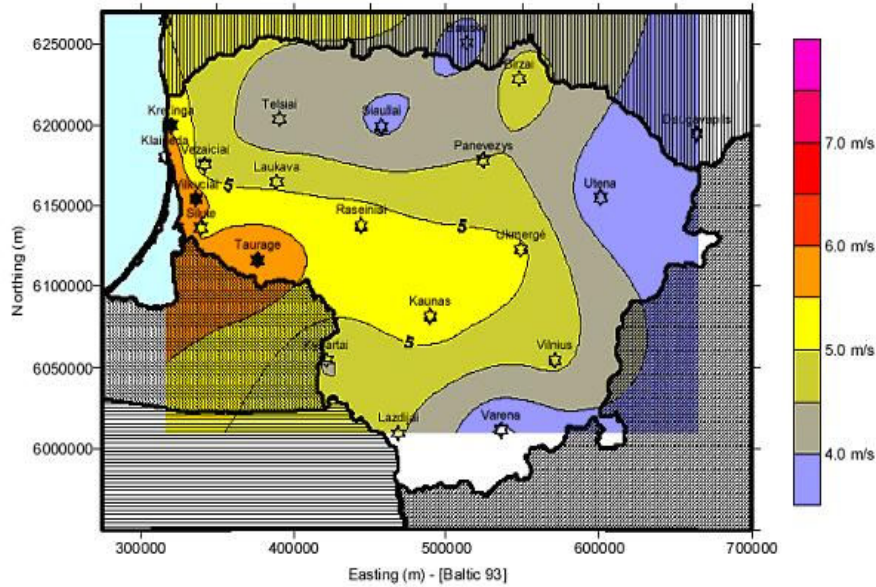 6250000
6200000
6150000
6100000
6050000
6000000
Northing (m)
Birzai
Telsiai
Siauliai
Kretinga
Klaipeda
Vezaiciai
Panevezys
Laukava
Utena
5
Silute
Raseiniai
5
Ukmergé
Taurage
Kaunas
5
Vilnius
Lazdijai
Varena
300000
400000
500000
600000
700000
Easting (m) - [Baltic 93]
7.0 m/s
6.0 m/s
5.0 m/s
4.0 m/s